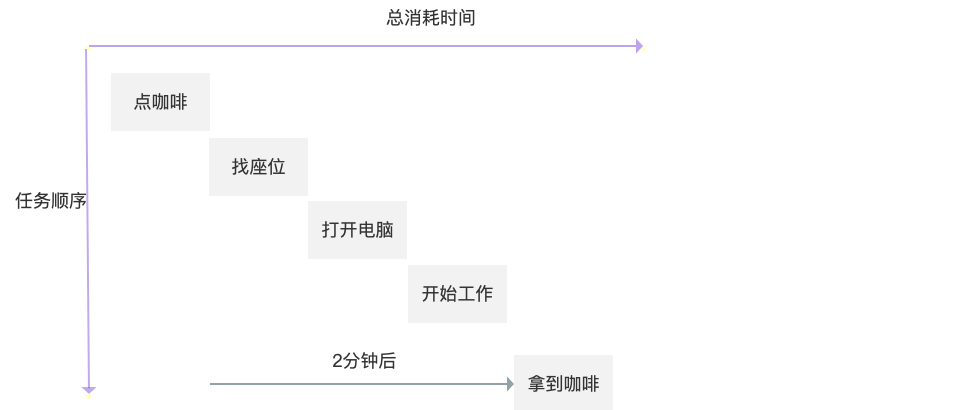 总消耗时间
点咖啡
找座位
任务顺序
打开电脑
开始工作
2分钟后
拿到咖啡